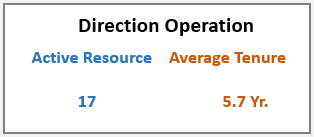 Direction Operation
Active Resource Average Tenure
17 5.7 Yr.